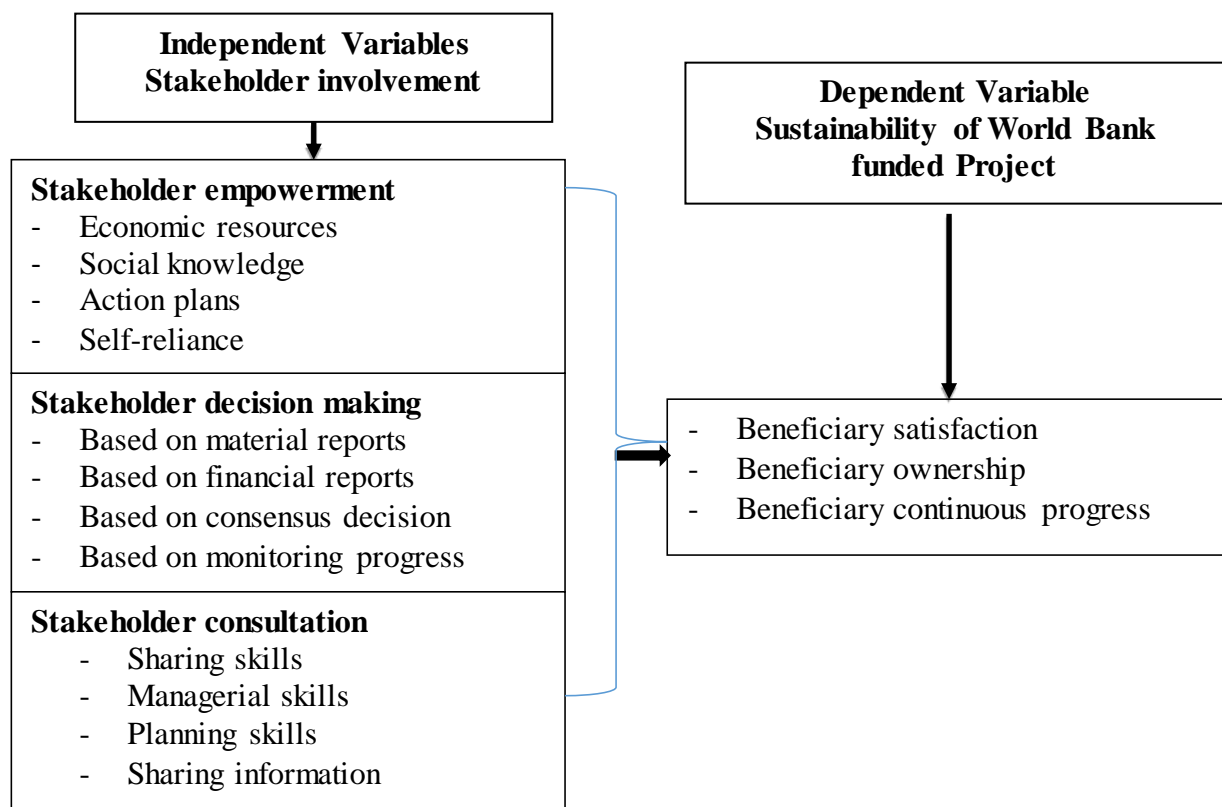 Independent Variables
Stakeholder involvement
Dependent Variable
Sustainability of World Bank
funded Project
Stakeholder empowerment
- Economic resources
- Social knowledge
- Action plans
- Self-reliance
Stakeholder decision making
- Based on material reports
- Based on financial reports
- Based on consensus decision
- Based on monitoring progress
Stakeholder consultation
- Sharing skills
- Managerial skills
- Planning skills
- Sharing information
- Beneficiary satisfaction
- Beneficiary ownership
- Beneficiary continuous progress